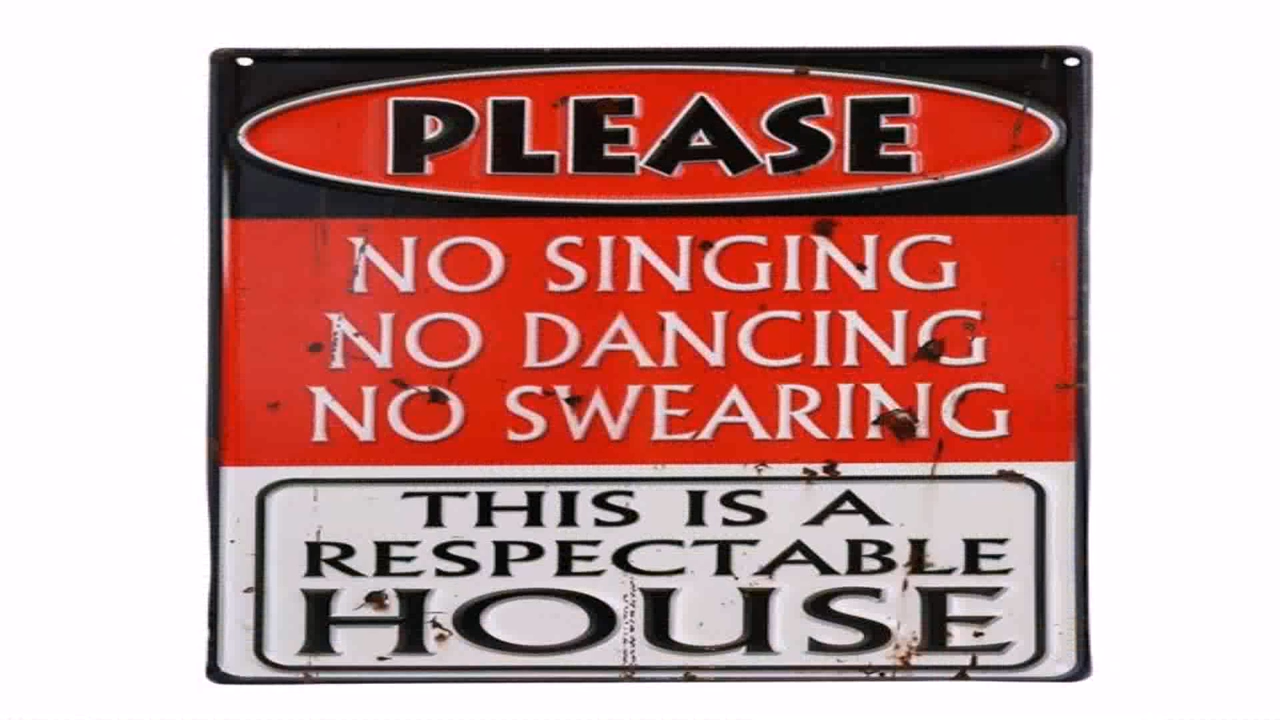 PLEASE
NO SINGING
NO DANCING
NO SWEARING
THIS IS A
RESPECTABLE
HOUSE